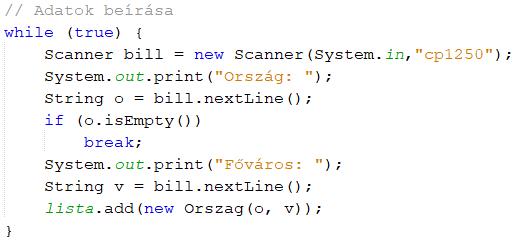 // Adatok beírása
while (true) {
    Scanner bill = new Scanner(System.in,"cp1250");
    System.out.print("Ország: ");
    String o = bill.nextLine();
    if (o.isEmpty())
        break;
    System.out.print("Főváros: ");
    String v = bill.nextLine();
    lista.add(new Orszag(o, v));
}